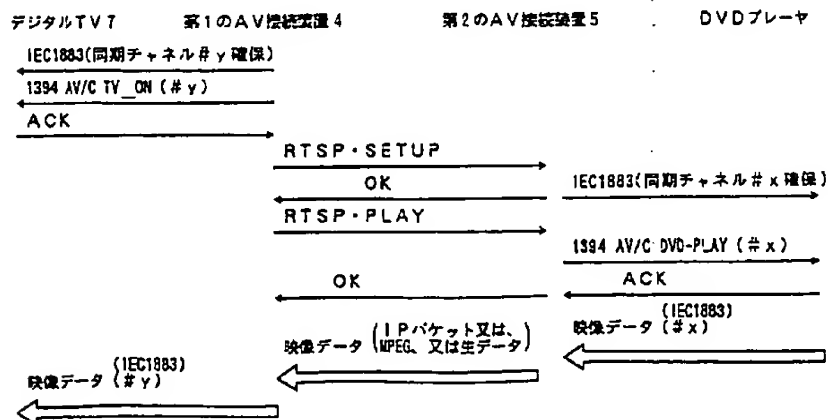 デジタルTV7 第1のAV接続装置4 第2のAV接続装置5 DVDプレーヤ
IEC1883(同期チャネル#y確保)
1394 AV/C TV_ON (#y)
ACK
RTSP・SETUP
OK IEC1883(同期チャネル#x確保)
RTSP・PLAY
1394 AV/C DVD-PLAY (#x)
OK ACK
映像データ (IPパケット又は、MPEG、又は生データ)
映像データ (IEC1883) (#x)
映像データ (IEC1883) (#y)